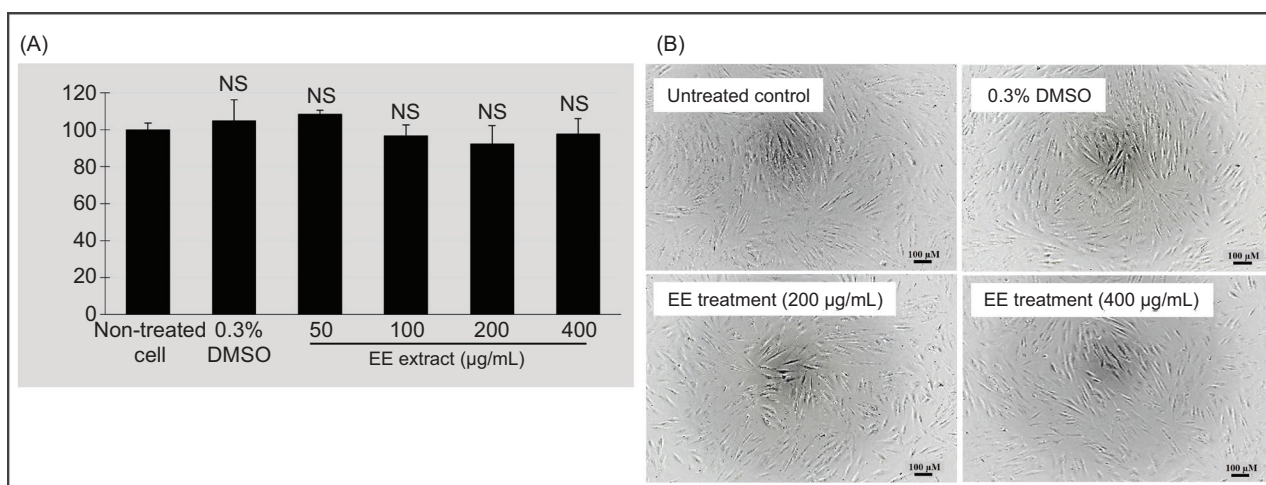 (A)
(B)
120
100
80
60
40
20
0
NS
NS
NS
NS
NS
Non-treated cell
0.3% DMSO
50
100
200
400
EE extract (µg/mL)
Untreated control
100 µM
0.3% DMSO
100 µM
EE treatment (200 µg/mL)
100 µM
EE treatment (400 µg/mL)
100 µM